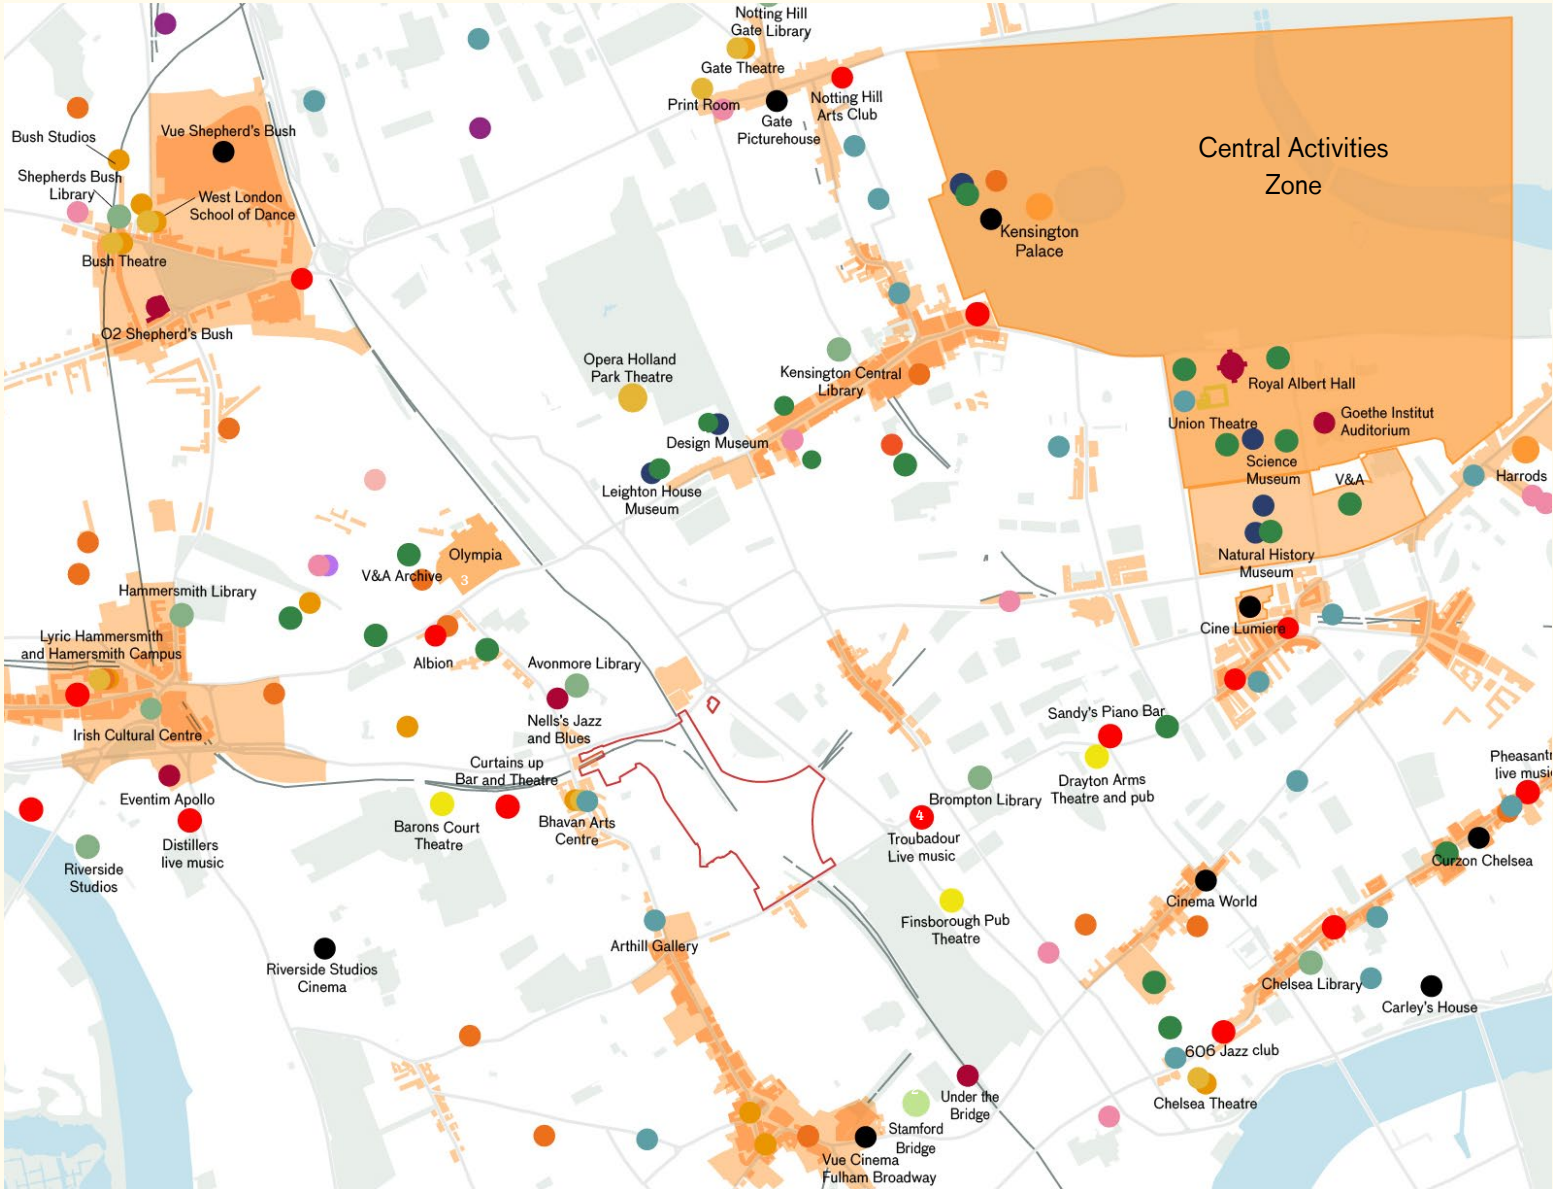 Notting Hill
Gate Library
Gate Theatre
Print Room
Notting Hill
Arts Club
Gate
Picturehouse
Central Activities
Zone
Bush Studios
Vue Shepherd's Bush
Shepherds Bush
Library
West London
School of Dance
Bush Theatre
O2 Shepherd's Bush
Kensington
Palace
Opera Holland
Park Theatre
Kensington Central
Library
Royal Albert Hall
Union Theatre
Goethe Institut
Auditorium
Design Museum
Science
Museum
V&A
Harrods
Leighton House
Museum
Olympia
3
V&A Archive
Natural History
Museum
Hammersmith Library
Cine Lumiere
Lyric Hammersmith
and Hamersmith Campus
Albion
Avonmore Library
Irish Cultural Centre
Nells's Jazz
and Blues
Sandy's Piano Bar
Curtains up
Bar and Theatre
Drayton Arms
Theatre and pub
Pheasantr
live music
Eventim Apollo
Brompton Library
Barons Court
Theatre
Bhavan Arts
Centre
4
Troubadour
Live music
Distillers
live music
Riverside
Studios
Curzon Chelsea
Cinema World
Finsborough Pub
Theatre
Arthill Gallery
Riverside Studios
Cinema
Chelsea Library
Carley's House
606 Jazz club
Under the
Bridge
Chelsea Theatre
Stamford
Bridge
Vue Cinema
Fulham Broadway